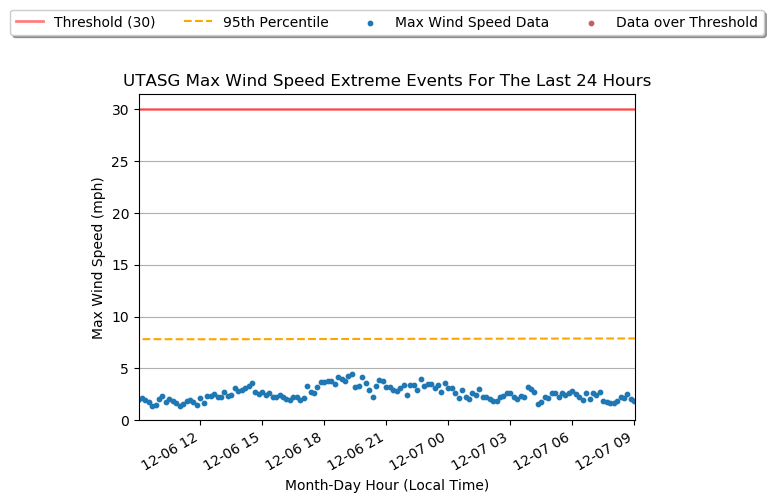 Threshold (30) 95th Percentile Max Wind Speed Data Data over Threshold
UTASG Max Wind Speed Extreme Events For The Last 24 Hours
Max Wind Speed (mph)
30
25
20
15
10
5
0
12-06 12 12-06 15 12-06 18 12-06 21 12-07 00 12-07 03 12-07 06 12-07 09
Month-Day Hour (Local Time)